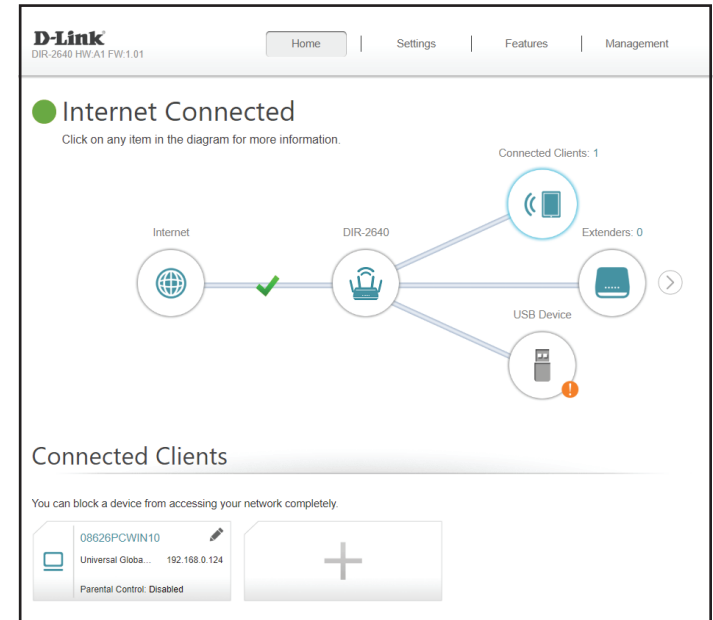 D-Link
DIR-2640 HW:A1 FW:1.01
Home
Settings
Features
Management
Internet Connected
Click on any item in the diagram for more information.
Connected Clients: 1
Internet
DIR-2640
Extenders: 0
USB Device
Connected Clients
You can block a device from accessing your network completely.
08626PCWIN10
Universal Globa... 192.168.0.124
Parental Control: Disabled